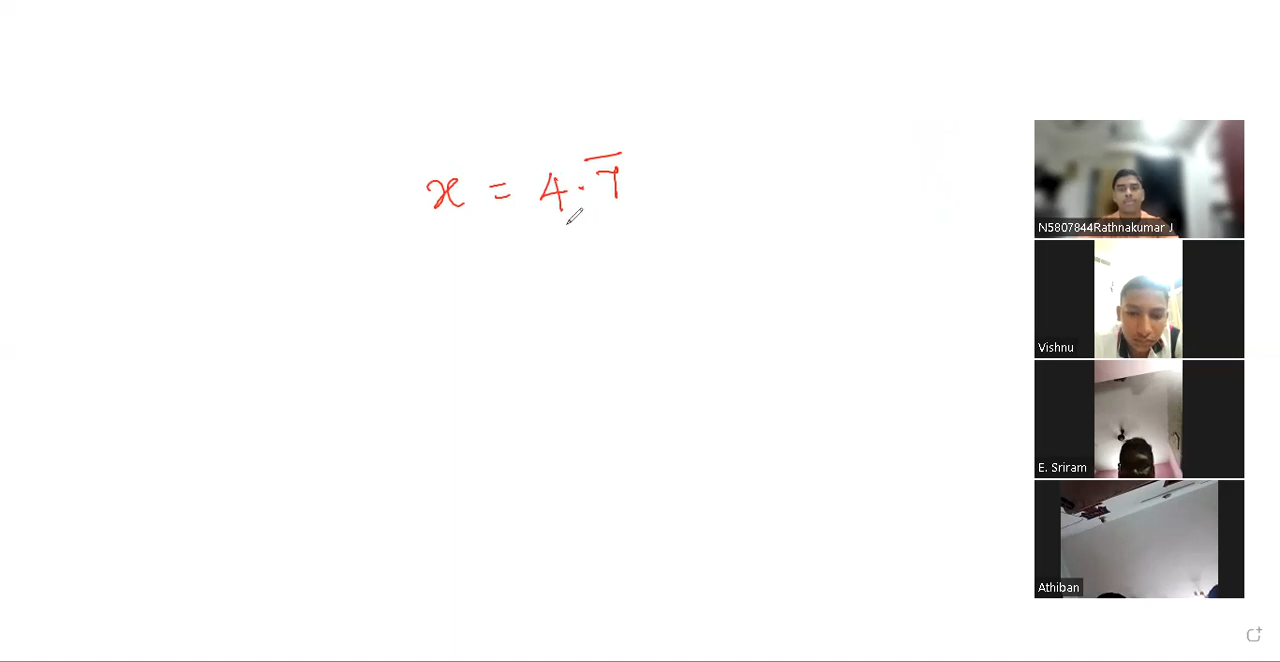 x = 4.7̅
N5807844Rathnakumar J
Vishnu
E. Sriram
Athiban